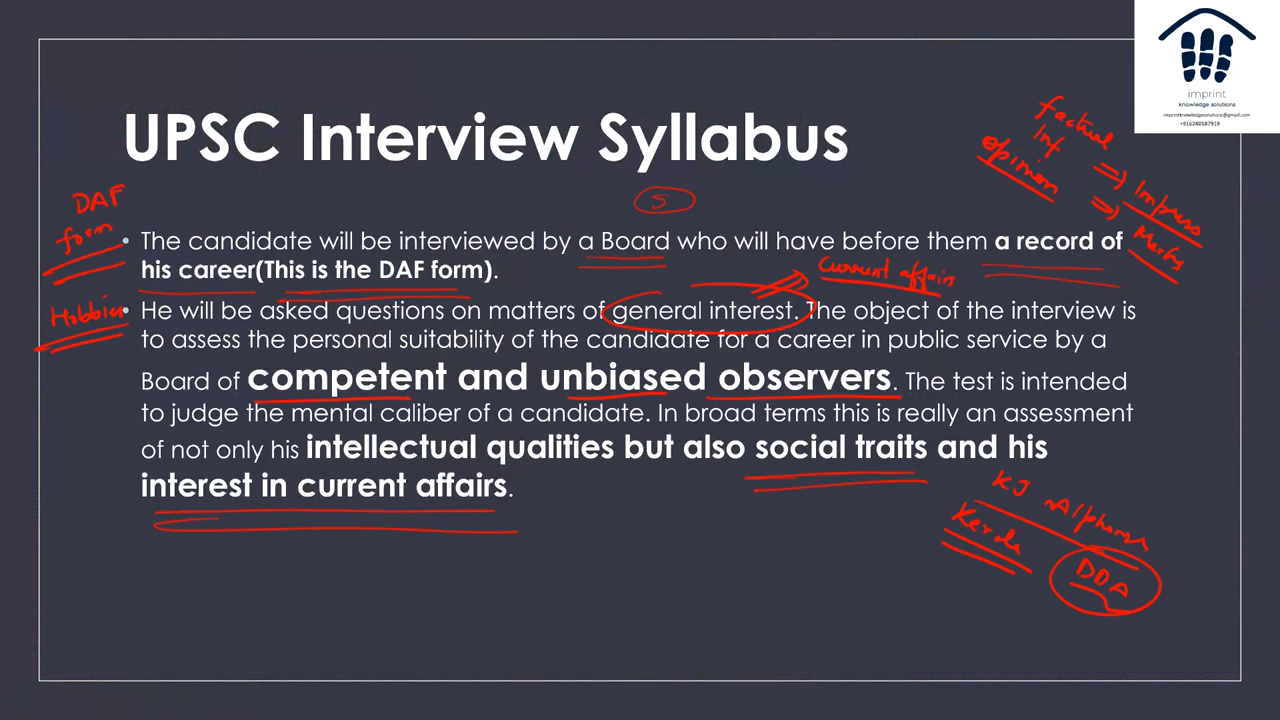 imprint
knowledge solutions
imprintknowledgesolutions@gmail.com
+916280187919
UPSC Interview Syllabus
factual
Inf
opinion
⇒ Impress
⇒ Marks
DAF
form
5
• The candidate will be interviewed by a Board who will have before them a record of
his career(This is the DAF form).
Current affairs
Hobbies
• He will be asked questions on matters of general interest. The object of the interview is
to assess the personal suitability of the candidate for a career in public service by a
Board of competent and unbiased observers. The test is intended
to judge the mental caliber of a candidate. In broad terms this is really an assessment
of not only his intellectual qualities but also social traits and his
interest in current affairs.
KJ Alphons
Kerala
DDA